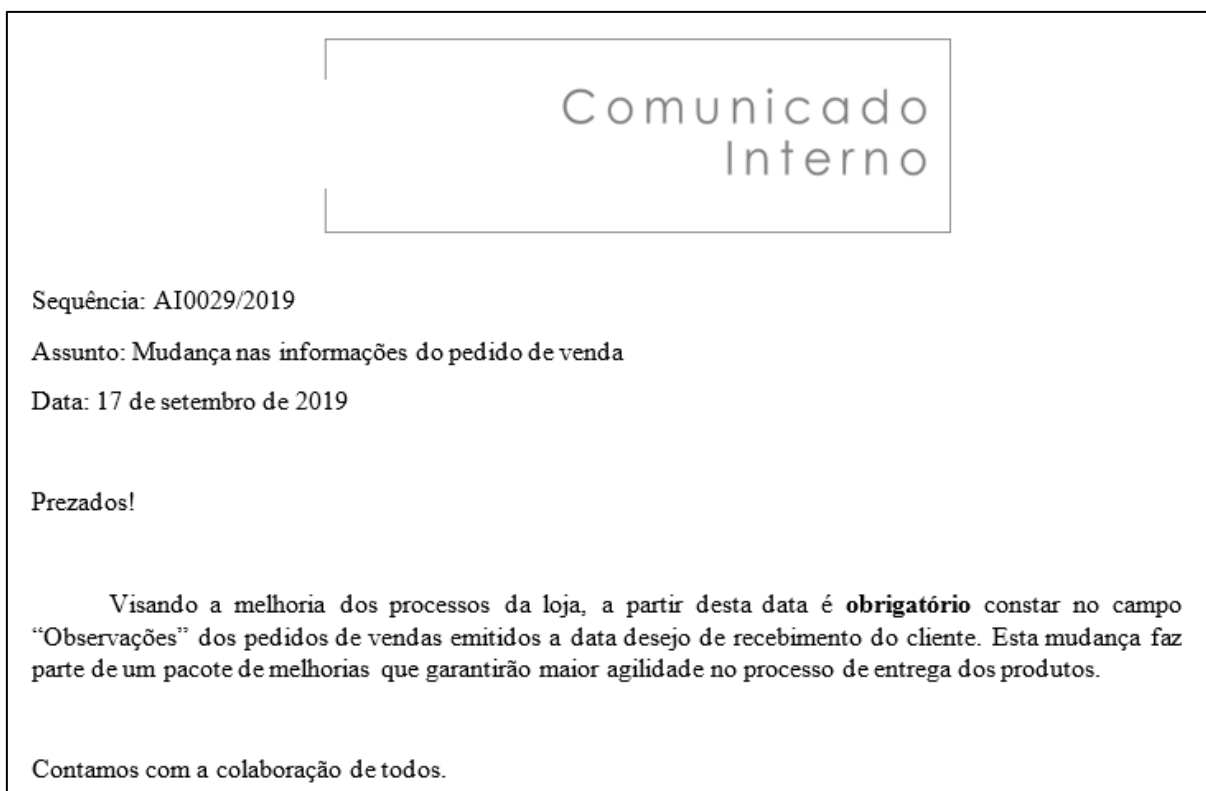 Comunicado
Interno
Sequência: AI0029/2019
Assunto: Mudança nas informações do pedido de venda
Data: 17 de setembro de 2019
Prezados!
Visando a melhoria dos processos da loja, a partir desta data é obrigatório constar no campo
“Observações” dos pedidos de vendas emitidos a data desejo de recebimento do cliente. Esta mudança faz
parte de um pacote de melhorias que garantirão maior agilidade no processo de entrega dos produtos.
Contamos com a colaboração de todos.